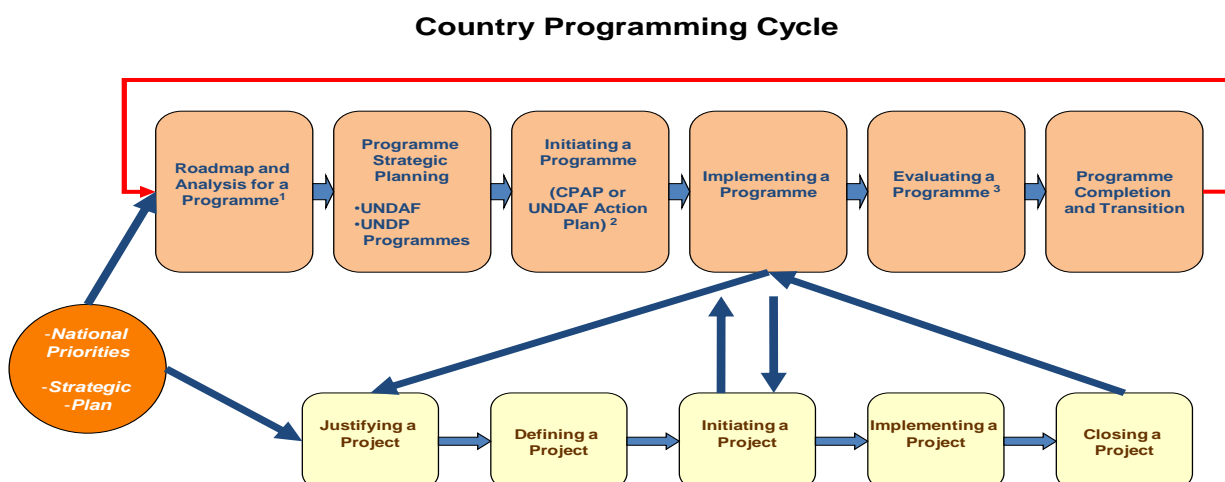 Country Programming Cycle
Roadmap and
Analysis for a
Programme1
Programme
Strategic
Planning
•UNDAF
•UNDP
Programmes
Initiating a
Programme
(CPAP or
UNDAF Action
Plan) 2
Implementing a
Programme
Evaluating a
Programme 3
Programme
Completion
and Transition
-National
Priorities
-Strategic
-Plan
Justifying a
Project
Defining a
Project
Initiating a
Project
Implementing a
Project
Closing a
Project